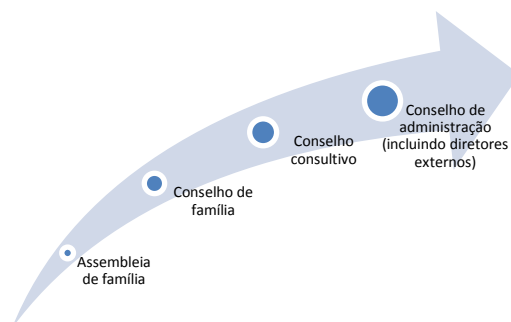 Assembleia
de família
Conselho de
família
Conselho
consultivo
Conselho de
administração
(incluindo diretores
externos)